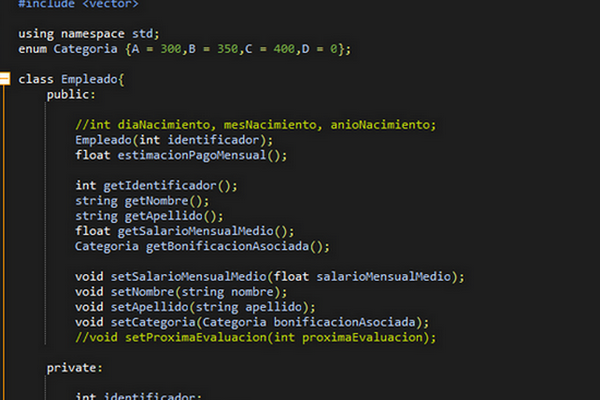 #include <vector>
using namespace std;
enum Categoria {A = 300,B = 350,C = 400,D = 0};
class Empleado{
public:
//int diaNacimiento, mesNacimiento, anioNacimiento;
Empleado(int identificador);
float estimacionPagoMensual();
int getIdentificador();
string getNombre();
string getApellido();
float getSalarioMensualMedio();
Categoria getBonificacionAsociada();
void setSalarioMensualMedio(float salarioMensualMedio);
void setNombre(string nombre);
void setApellido(string apellido);
void setCategoria(Categoria bonificacionAsociada);
//void setProximaEvaluacion(int proximaEvaluacion);
private:
int identificador;